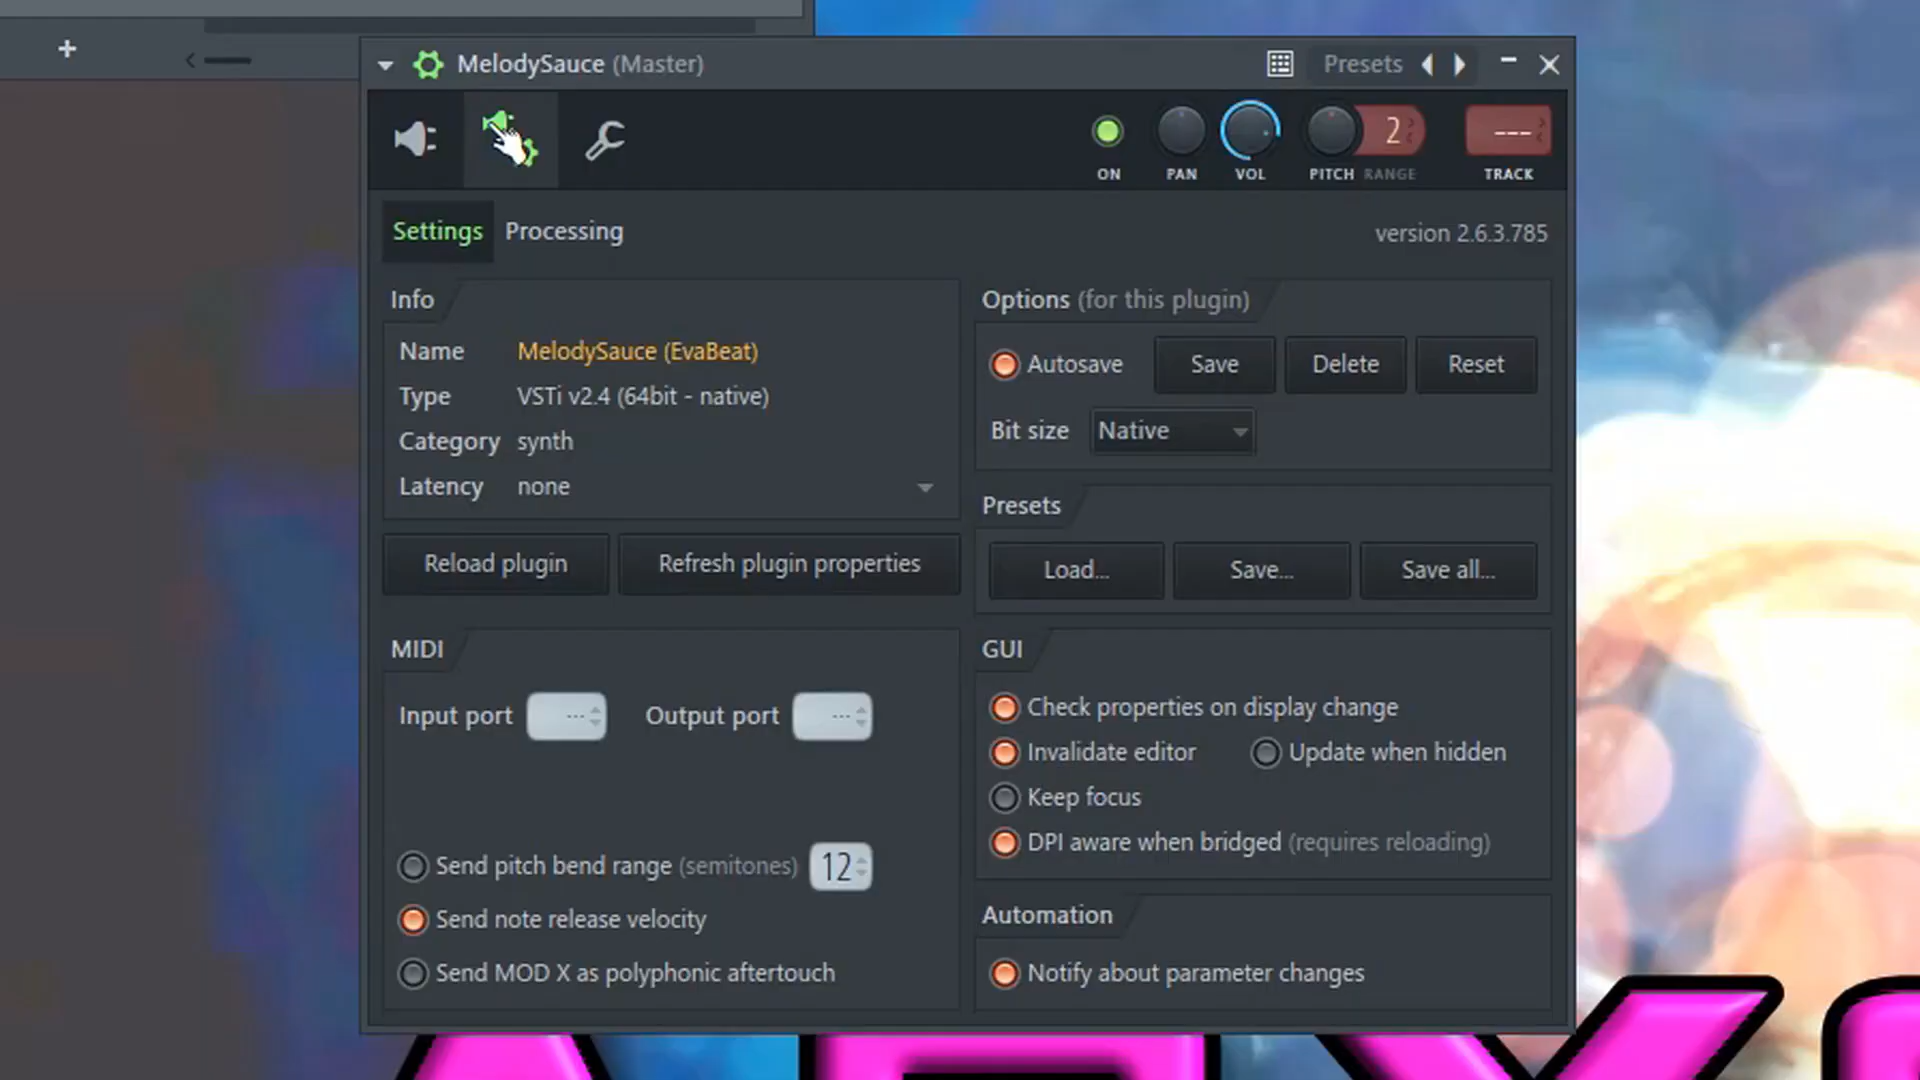 MelodySauce (Master)
Presets
2
---
ON
PAN
VOL
PITCH RANGE
TRACK
Settings
Processing
version 2.6.3.785
Info
Name MelodySauce (EvaBeat)
Type VSTi v2.4 (64bit - native)
Category synth
Latency none
Reload plugin
Refresh plugin properties
Options (for this plugin)
Autosave
Save
Delete
Reset
Bit size Native
Presets
Load...
Save...
Save all...
MIDI
Input port ---
Output port ---
Send pitch bend range (semitones) 12
Send note release velocity
Send MOD X as polyphonic aftertouch
GUI
Check properties on display change
Invalidate editor
Update when hidden
Keep focus
DPI aware when bridged (requires reloading)
Automation
Notify about parameter changes